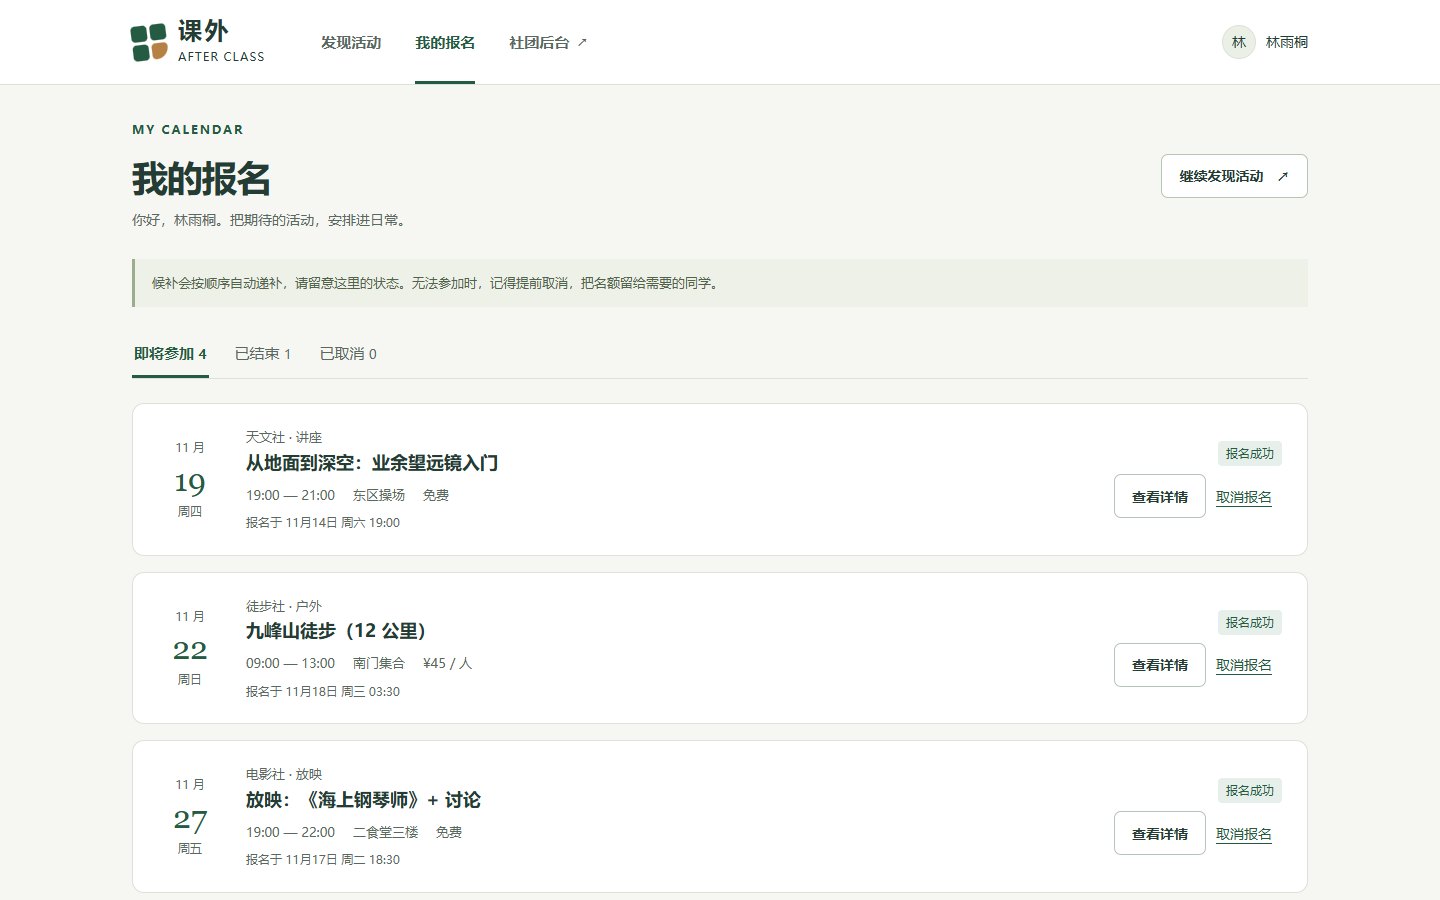 课外
AFTER CLASS
发现活动 我的报名 社团后台 ↗
林 林雨桐
MY CALENDAR
我的报名
继续发现活动 ↗
你好，林雨桐。把期待的活动，安排进日常。
候补会按顺序自动递补，请留意这里的状态。无法参加时，记得提前取消，把名额留给需要的同学。
即将参加 4 已结束 1 已取消 0
11 月
19
周四
天文社 · 讲座
从地面到深空：业余望远镜入门
19:00 — 21:00 东区操场 免费
报名于 11月14日 周六 19:00
报名成功
查看详情 取消报名
11 月
22
周日
徒步社 · 户外
九峰山徒步（12 公里）
09:00 — 13:00 南门集合 ¥45 / 人
报名于 11月18日 周三 03:30
报名成功
查看详情 取消报名
11 月
27
周五
电影社 · 放映
放映：《海上钢琴师》+ 讨论
19:00 — 22:00 二食堂三楼 免费
报名于 11月17日 周二 18:30
报名成功
查看详情 取消报名